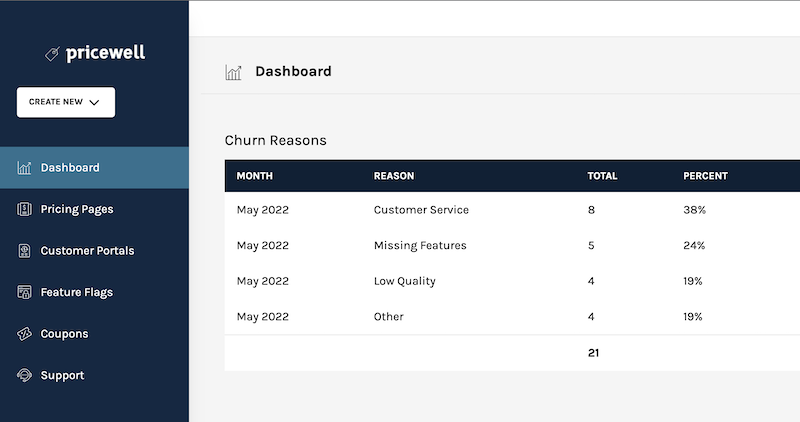 pricewell
CREATE NEW
Dashboard
Pricing Pages
Customer Portals
Feature Flags
Coupons
Support
Dashboard
Churn Reasons
MONTH REASON TOTAL PERCENT
May 2022 Customer Service 8 38%
May 2022 Missing Features 5 24%
May 2022 Low Quality 4 19%
May 2022 Other 4 19%
21